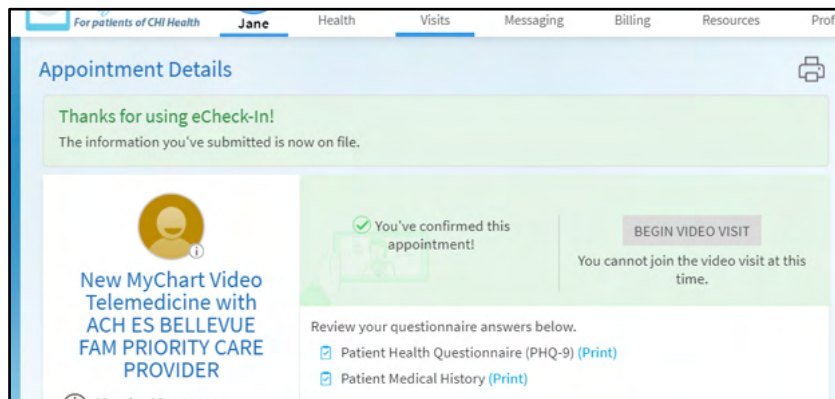 For patients of CHI Health
Jane
Health
Visits
Messaging
Billing
Resources
Appointment Details
Thanks for using eCheck-In!
The information you've submitted is now on file.
New MyChart Video
Telemedicine with
ACH ES BELLEVUE
FAM PRIORITY CARE
PROVIDER
You've confirmed this
appointment!
BEGIN VIDEO VISIT
You cannot join the video visit at this
time.
Review your questionnaire answers below.
Patient Health Questionnaire (PHQ-9) (Print)
Patient Medical History (Print)